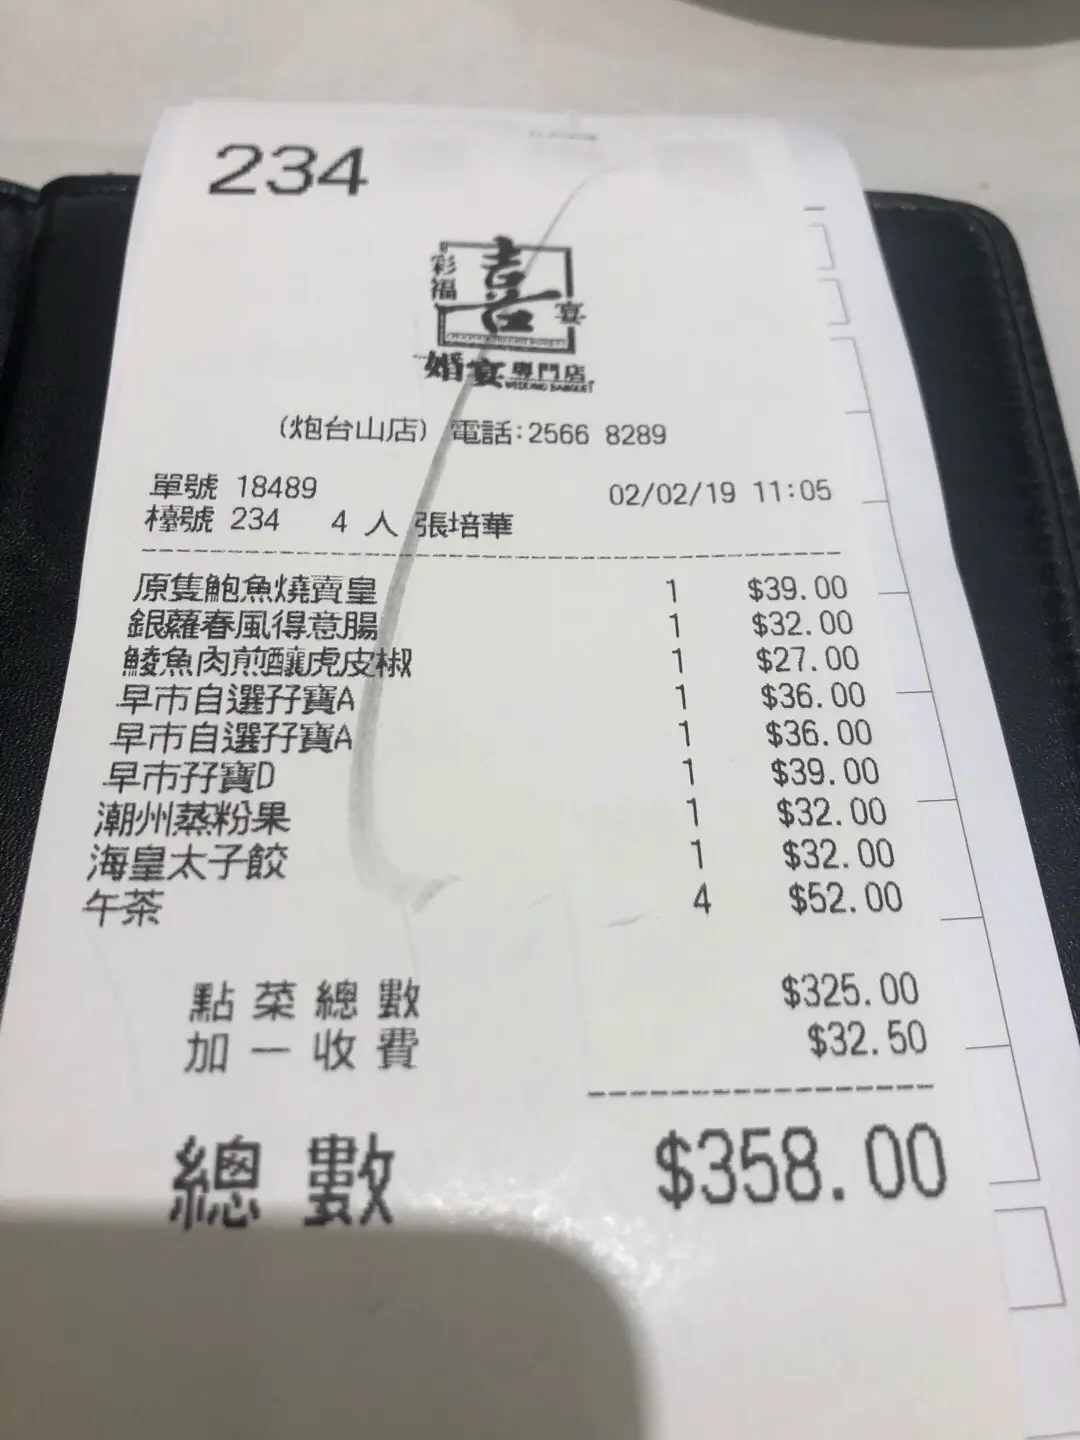 234
彩福
囍
宴
婚宴專門店
WEDDING BANQUET
(炮台山店) 電話:2566 8289
單號 18489 02/02/19 11:05
檯號 234 4 人 張培華
原隻鮑魚燒賣皇 1 $39.00
銀蘿春風得意腸 1 $32.00
鯪魚肉煎釀虎皮椒 1 $27.00
早市自選孖寶A 1 $36.00
早市自選孖寶A 1 $36.00
早市孖寶D 1 $39.00
潮州蒸粉果 1 $32.00
海皇太子餃 1 $32.00
午茶 4 $52.00
點菜總數 $325.00
加一收費 $32.50
總數 $358.00